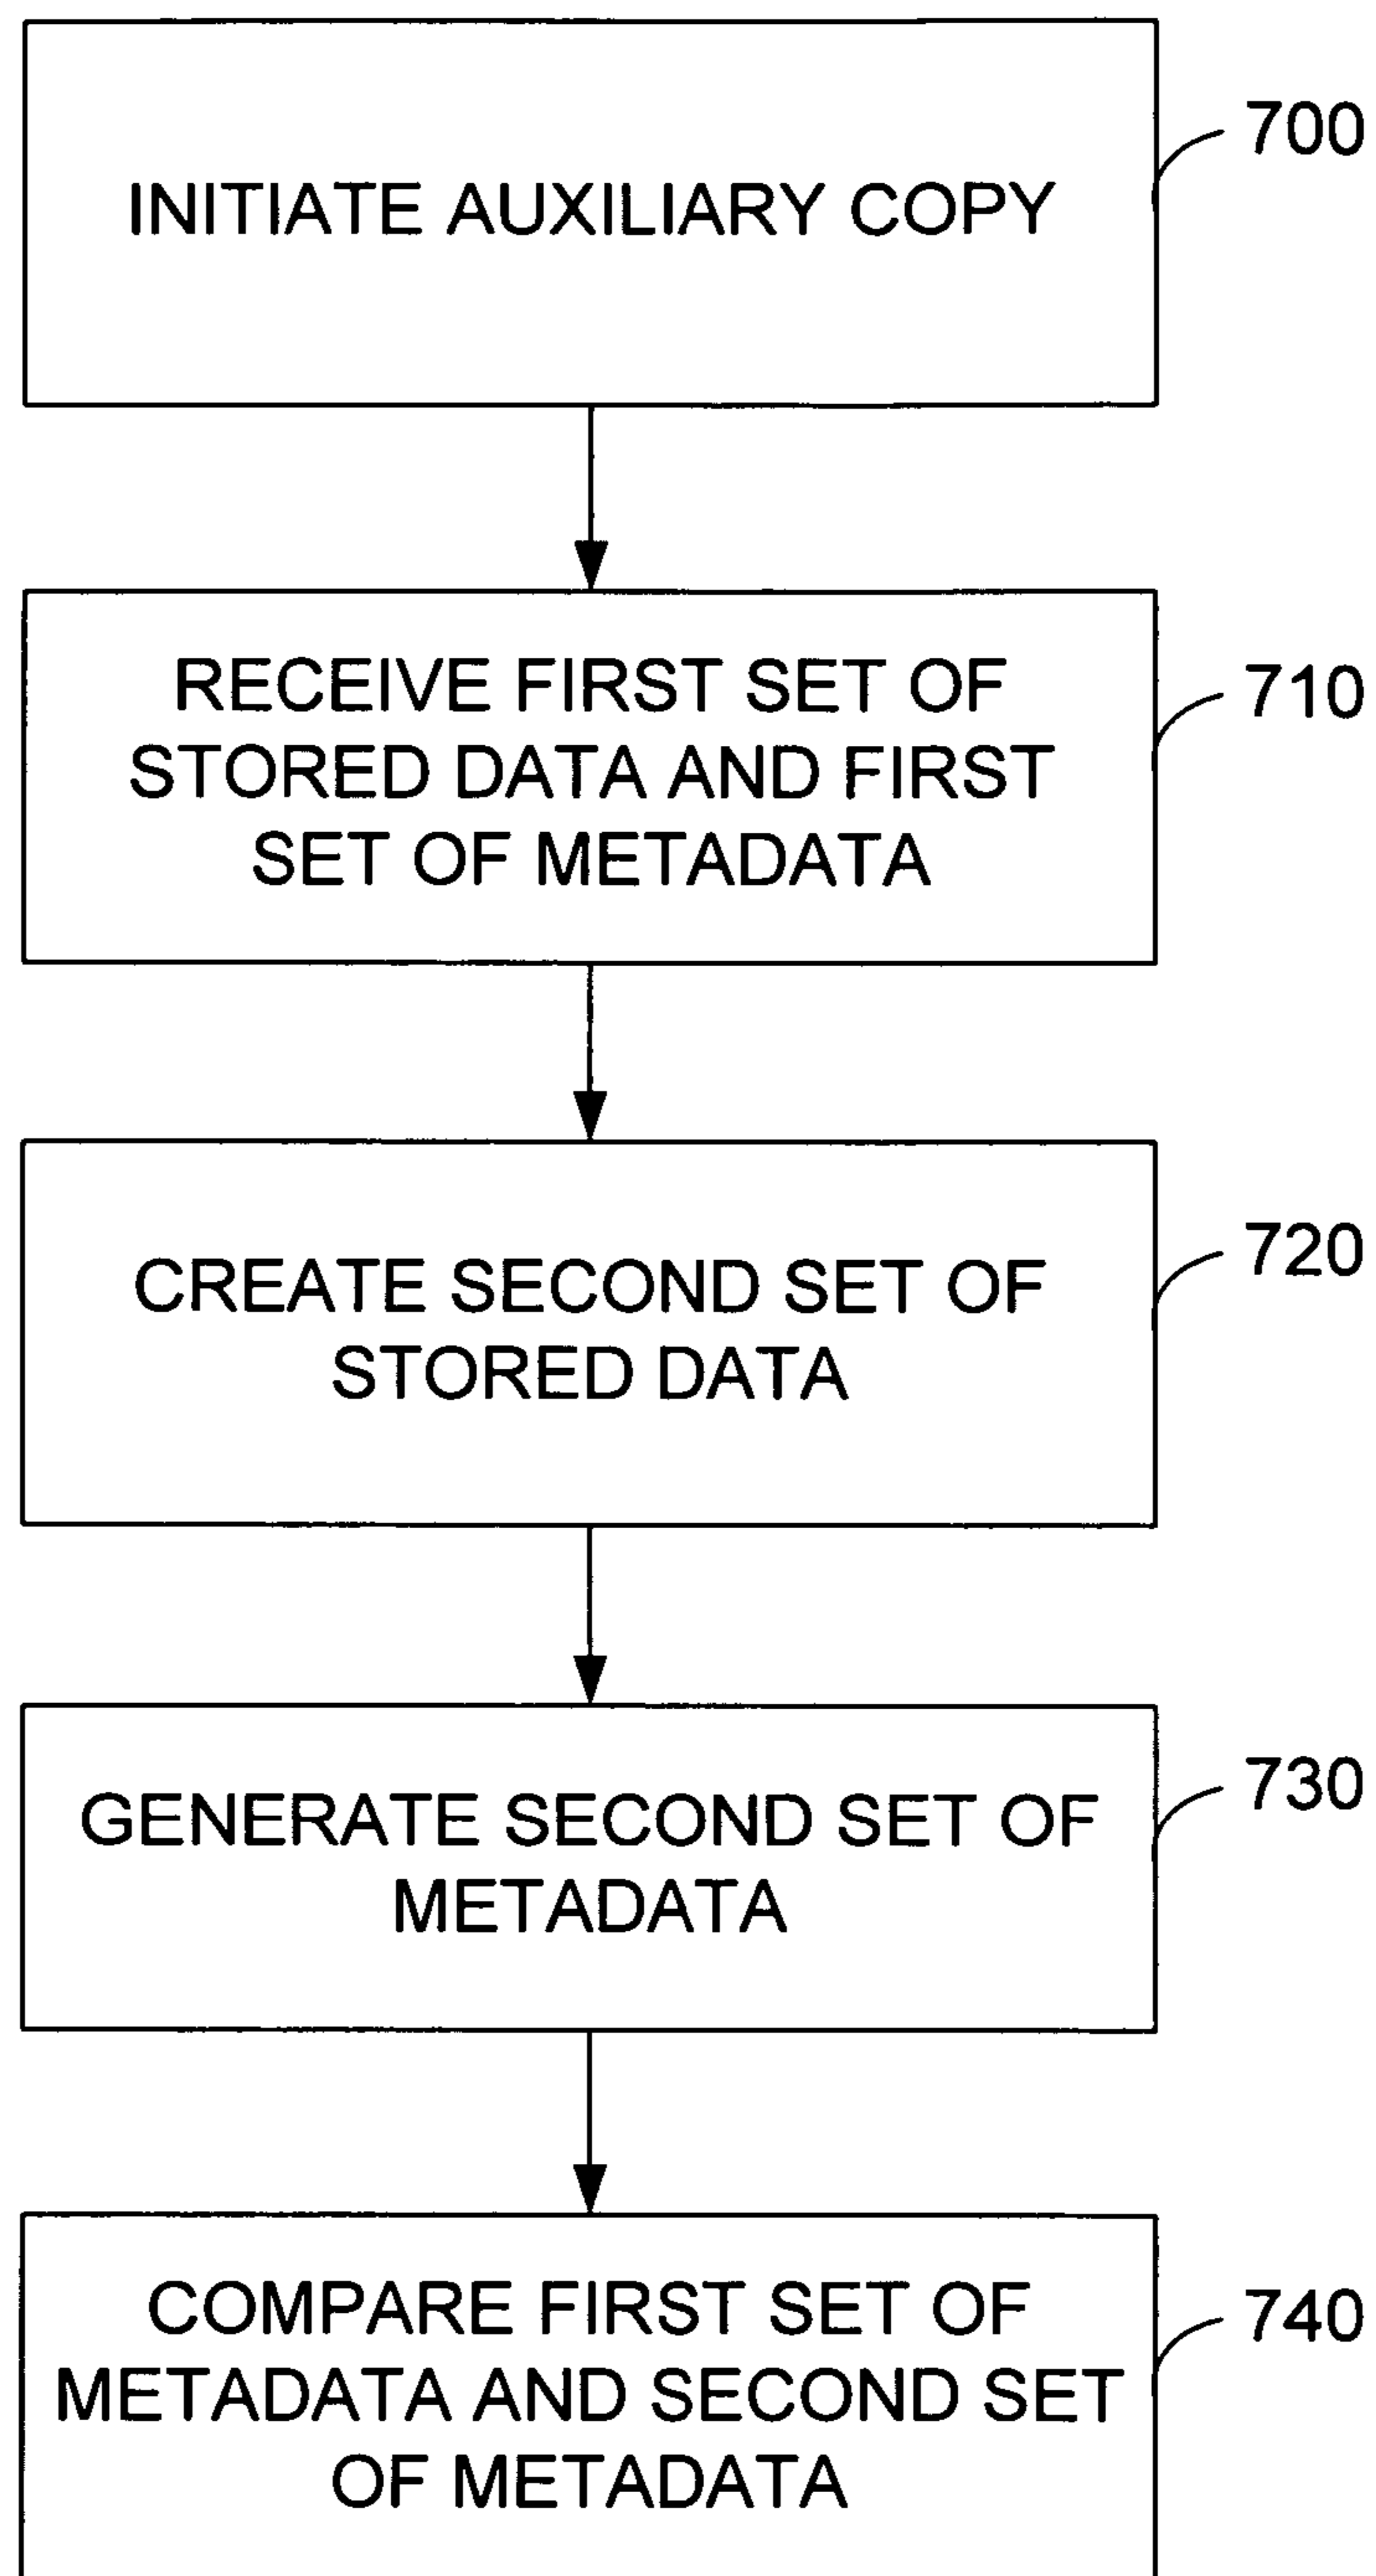 INITIATE AUXILIARY COPY
700
RECEIVE FIRST SET OF
STORED DATA AND FIRST
SET OF METADATA
710
CREATE SECOND SET OF
STORED DATA
720
GENERATE SECOND SET OF
METADATA
730
COMPARE FIRST SET OF
METADATA AND SECOND SET
OF METADATA
740